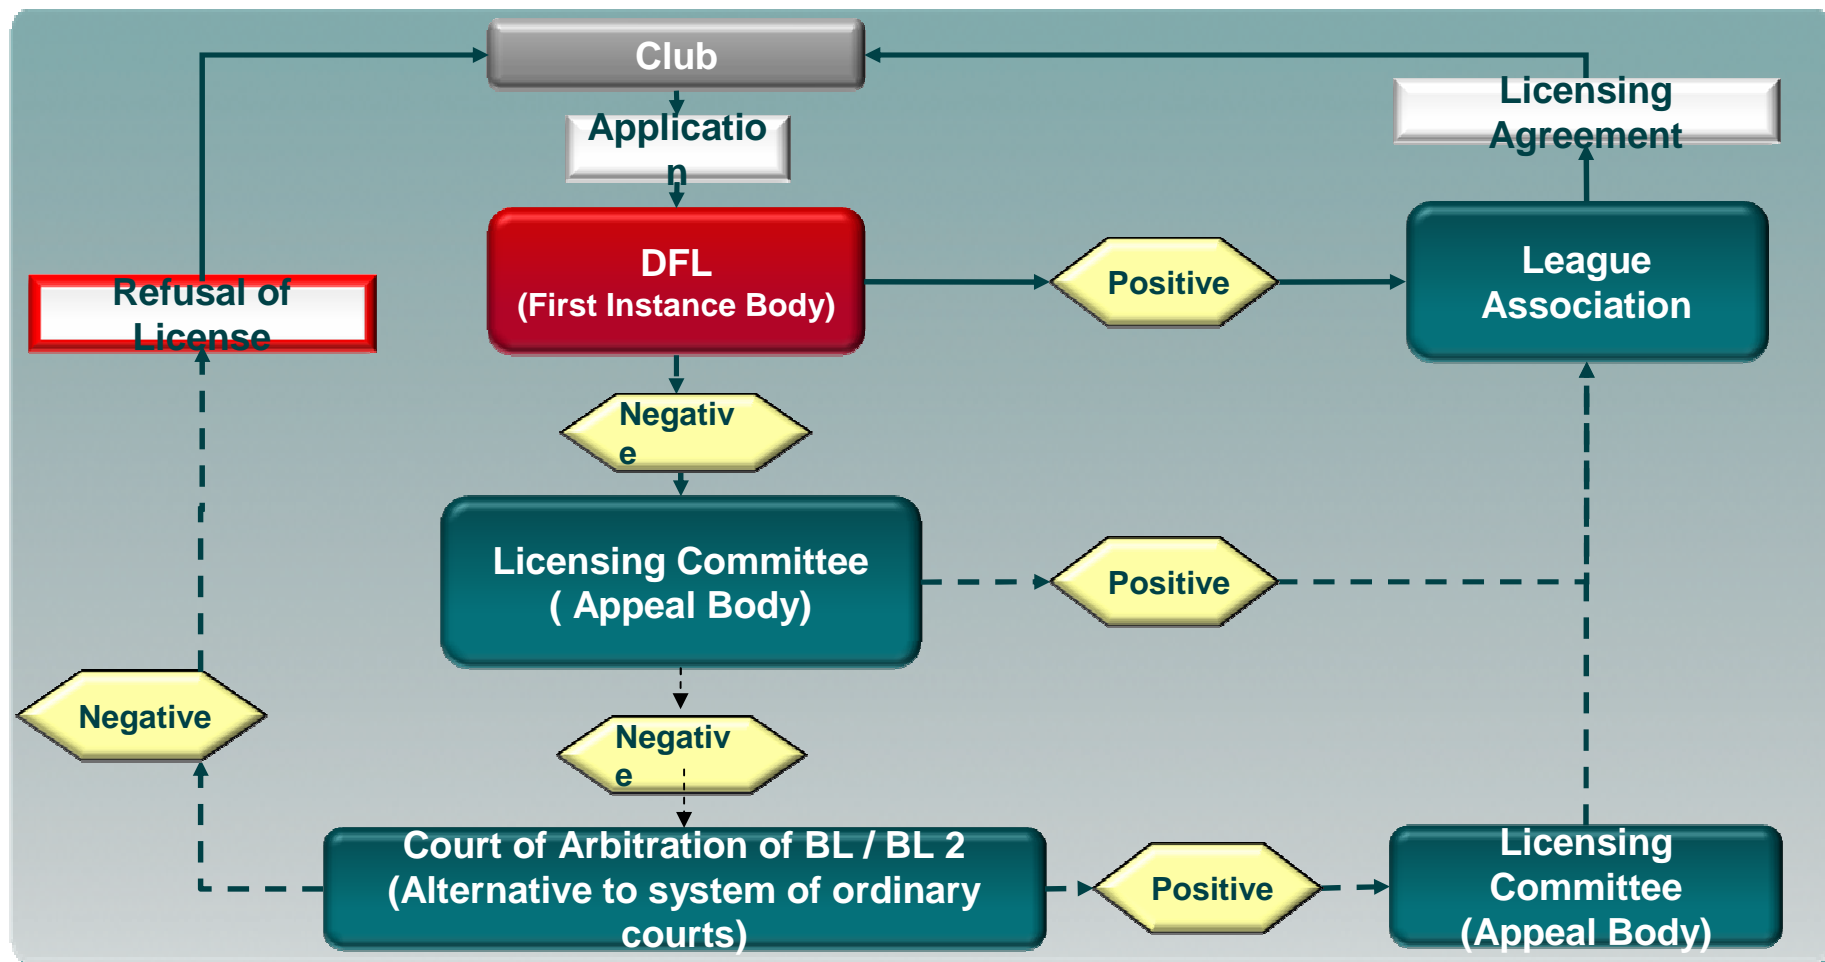 Club
Licensing
Agreement
Applicatio
n
DFL
(First Instance Body)
Positive
League
Association
Refusal of
License
Negativ
e
Licensing Committee
( Appeal Body)
Positive
Negative
Negativ
e
Court of Arbitration of BL / BL 2
(Alternative to system of ordinary
courts)
Positive
Licensing
Committee
(Appeal Body)